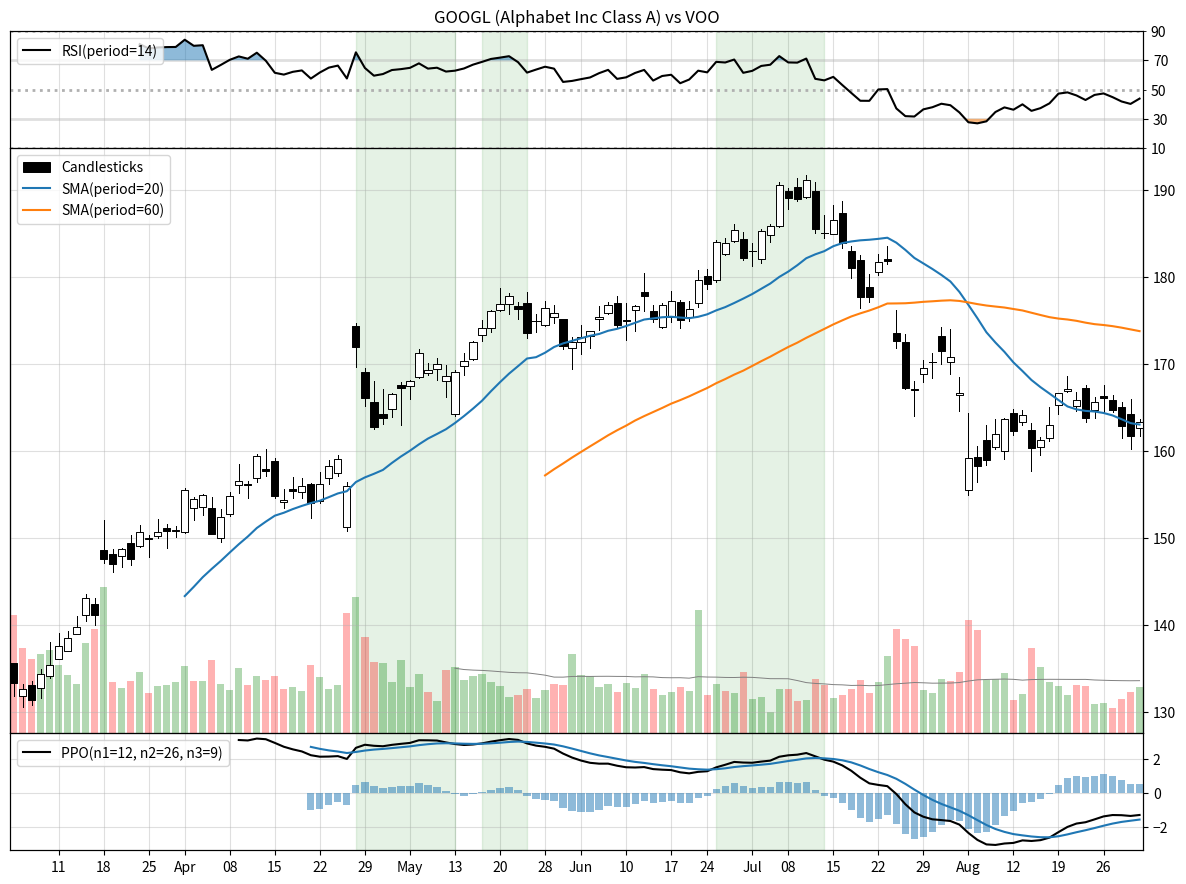 GOOGL (Alphabet Inc Class A) vs VOO
RSI(period=14)
90
70
50
30
10
Candlesticks
SMA(period=20)
SMA(period=60)
190
180
170
160
150
140
130
PPO(n1=12, n2=26, n3=9)
2
0
−2
11 18 25 Apr 08 15 22 29 May 13 20 28 Jun 10 17 24 Jul 08 15 22 29 Aug 12 19 26